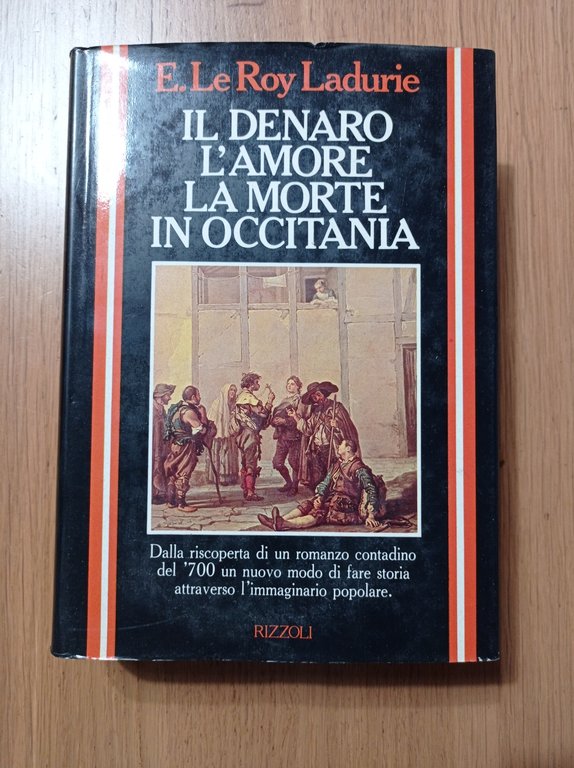 E. Le Roy Ladurie
IL DENARO
L'AMORE
LA MORTE
IN OCCITANIA
Dalla riscoperta di un romanzo contadino
del '700 un nuovo modo di fare storia
attraverso l'immaginario popolare.
RIZZOLI